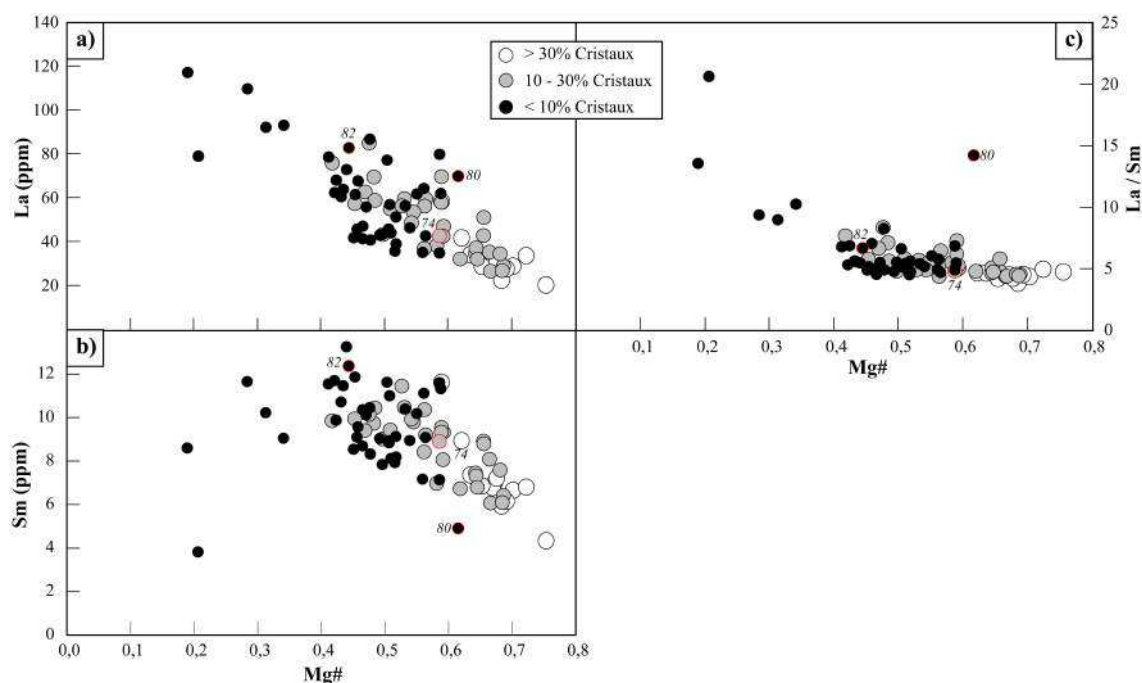 a)
La (ppm)
140
120
100
80
60
40
20
82
80
74
> 30% Cristaux
10 - 30% Cristaux
< 10% Cristaux
c)
La / Sm
25
20
15
10
5
0
80
82
74
0,1 0,2 0,3 0,4 0,5 0,6 0,7 0,8
Mg#
b)
Sm (ppm)
12
10
8
6
4
2
0
82
74
80
0,0 0,1 0,2 0,3 0,4 0,5 0,6 0,7 0,8
Mg#